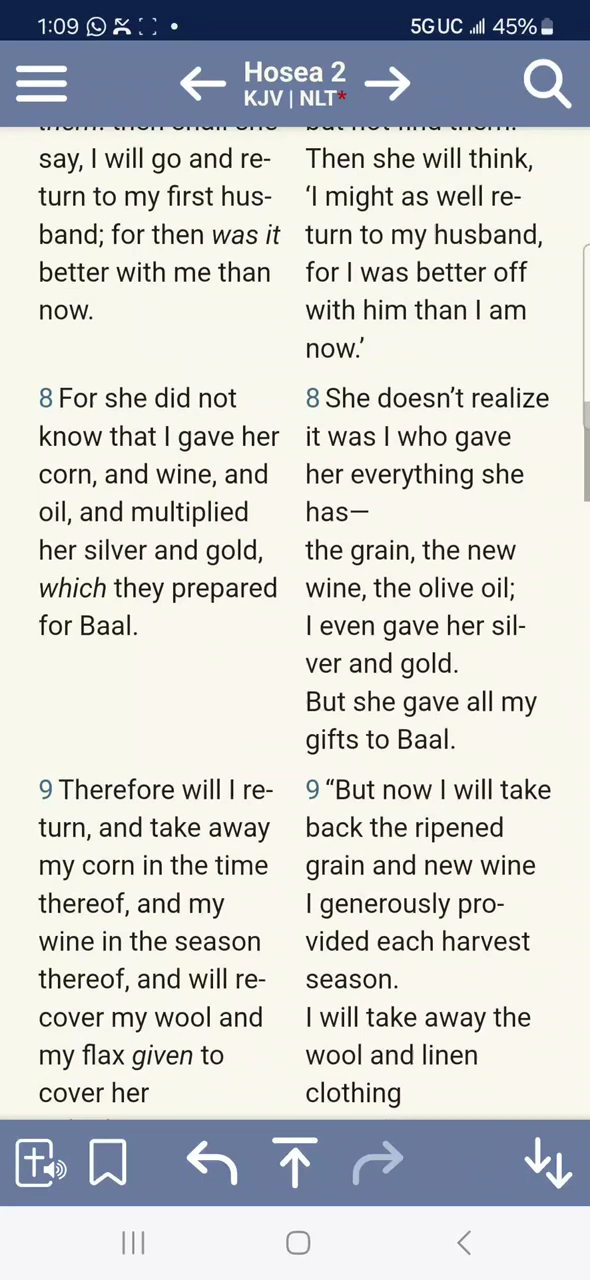 1:09
5G UC 45%
Hosea 2
KJV | NLT*
them: then shall she
say, I will go and re-
turn to my first hus-
band; for then was it
better with me than
now.
8 For she did not
know that I gave her
corn, and wine, and
oil, and multiplied
her silver and gold,
which they prepared
for Baal.
9 Therefore will I re-
turn, and take away
my corn in the time
thereof, and my
wine in the season
thereof, and will re-
cover my wool and
my flax given to
cover her
but not find them.
Then she will think,
‘I might as well re-
turn to my husband,
for I was better off
with him than I am
now.’
8 She doesn’t realize
it was I who gave
her everything she
has—
the grain, the new
wine, the olive oil;
I even gave her sil-
ver and gold.
But she gave all my
gifts to Baal.
9 “But now I will take
back the ripened
grain and new wine
I generously pro-
vided each harvest
season.
I will take away the
wool and linen
clothing